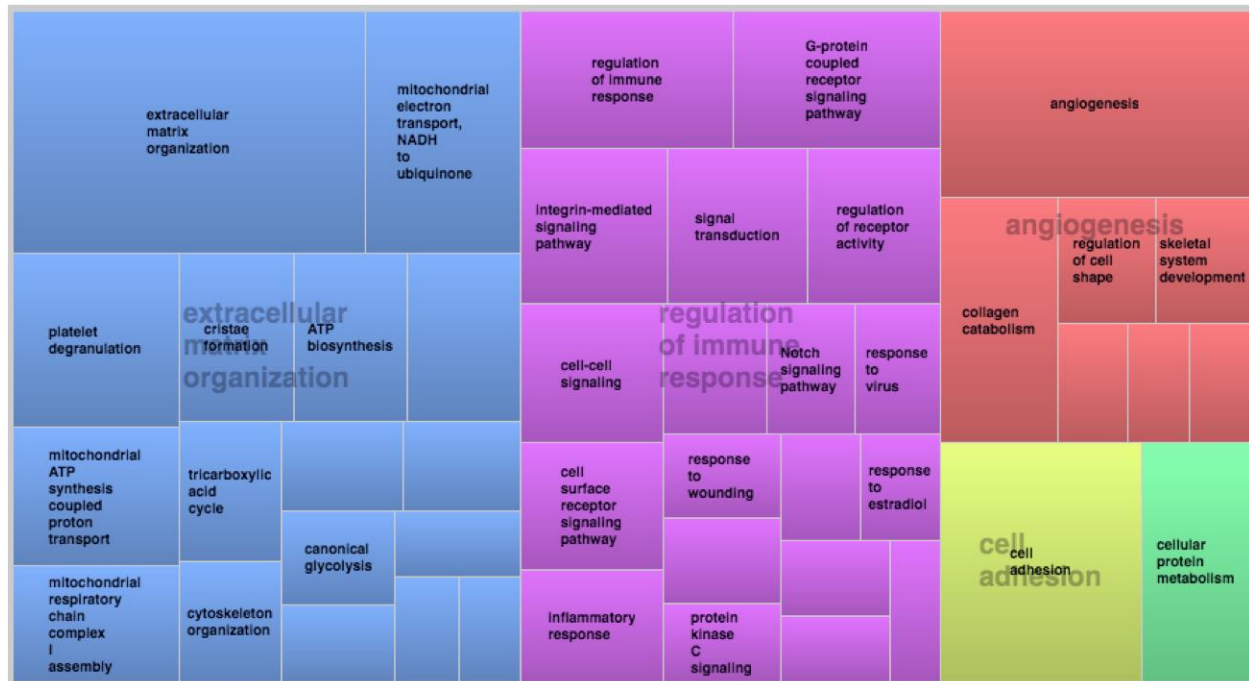 extracellular
matrix
organization
mitochondrial
electron
transport,
NADH
to
ubiquinone
platelet
degranulation
cristae
formation
ATP
biosynthesis
extracellular
matrix
organization
mitochondrial
ATP
synthesis
coupled
proton
transport
tricarboxylic
acid
cycle
canonical
glycolysis
mitochondrial
respiratory
chain
complex
I
assembly
cytoskeleton
organization
regulation
of immune
response
G-protein
coupled
receptor
signaling
pathway
integrin-mediated
signaling
pathway
signal
transduction
regulation
of receptor
activity
regulation
of immune
response
cell-cell
signaling
Notch
signaling
pathway
response
to
virus
cell
surface
receptor
signaling
pathway
response
to
wounding
response
to
estradiol
inflammatory
response
protein
kinase
C
signaling
angiogenesis
angiogenesis
collagen
catabolism
regulation
of cell
shape
skeletal
system
development
cell
adhesion
cell
adhesion
cellular
protein
metabolism